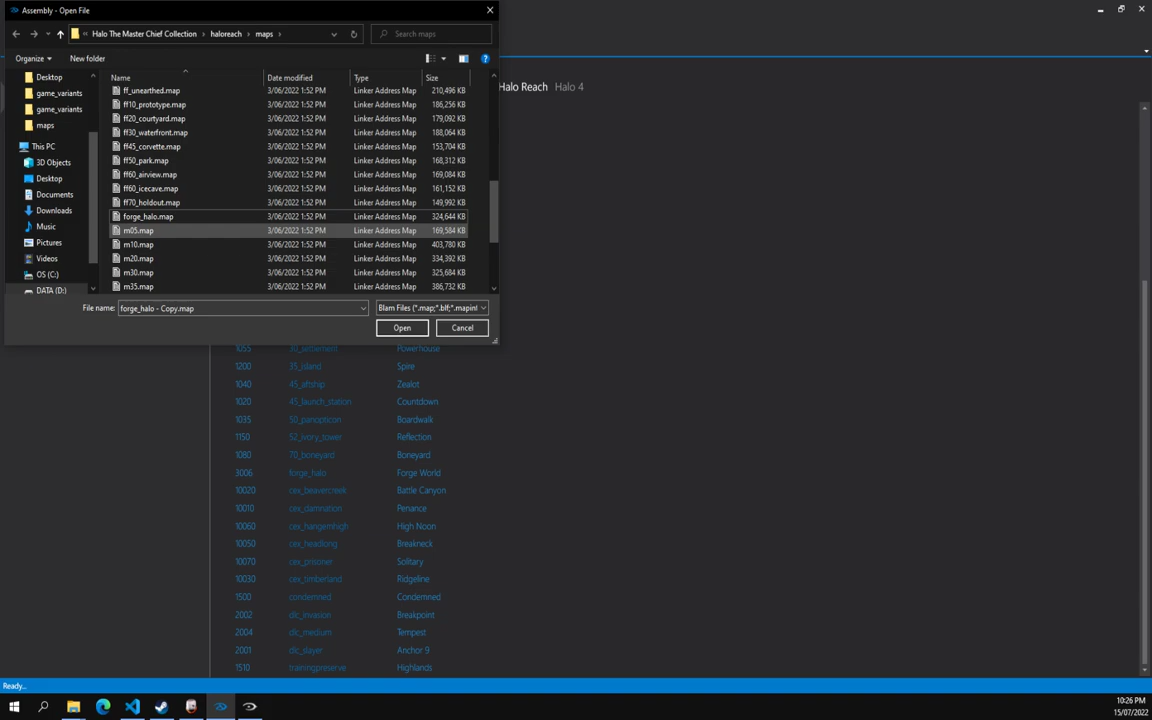 Assembly - Open File
Halo The Master Chief Collection > haloreach > maps >
Search maps
Organize New folder
Name Date modified Type Size
Desktop
game_variants
game_variants
maps
This PC
3D Objects
Desktop
Documents
Downloads
Music
Pictures
Videos
OS (C:)
DATA (D:)
ff_unearthed.map 3/06/2022 1:52 PM Linker Address Map 210,496 KB
ff10_prototype.map 3/06/2022 1:52 PM Linker Address Map 186,256 KB
ff20_courtyard.map 3/06/2022 1:52 PM Linker Address Map 179,092 KB
ff30_waterfront.map 3/06/2022 1:52 PM Linker Address Map 188,064 KB
ff45_corvette.map 3/06/2022 1:52 PM Linker Address Map 153,704 KB
ff50_park.map 3/06/2022 1:52 PM Linker Address Map 168,312 KB
ff60_airview.map 3/06/2022 1:52 PM Linker Address Map 169,084 KB
ff60_icecave.map 3/06/2022 1:52 PM Linker Address Map 161,152 KB
ff70_holdout.map 3/06/2022 1:52 PM Linker Address Map 149,992 KB
forge_halo.map 3/06/2022 1:52 PM Linker Address Map 324,644 KB
m05.map 3/06/2022 1:52 PM Linker Address Map 169,584 KB
m10.map 3/06/2022 1:52 PM Linker Address Map 403,780 KB
m20.map 3/06/2022 1:52 PM Linker Address Map 334,392 KB
m30.map 3/06/2022 1:52 PM Linker Address Map 325,684 KB
m35.map 3/06/2022 1:52 PM Linker Address Map 386,732 KB
File name: forge_halo - Copy.map Blam Files (*.map;*.blf;*.mapin
Open Cancel
Halo Reach Halo 4
1055 30_settlement Powerhouse
1200 35_island Spire
1040 45_aftship Zealot
1020 45_launch_station Countdown
1035 50_panopticon Boardwalk
1150 52_ivory_tower Reflection
1080 70_boneyard Boneyard
3006 forge_halo Forge World
10020 cex_beavercreek Battle Canyon
10010 cex_damnation Penance
10060 cex_hangemhigh High Noon
10050 cex_headlong Breakneck
10070 cex_prisoner Solitary
10030 cex_timberland Ridgeline
1500 condemned Condemned
2002 dlc_invasion Breakpoint
2004 dlc_medium Tempest
2001 dlc_slayer Anchor 9
1510 trainingpreserve Highlands
Ready...
10:26 PM
15/07/2022